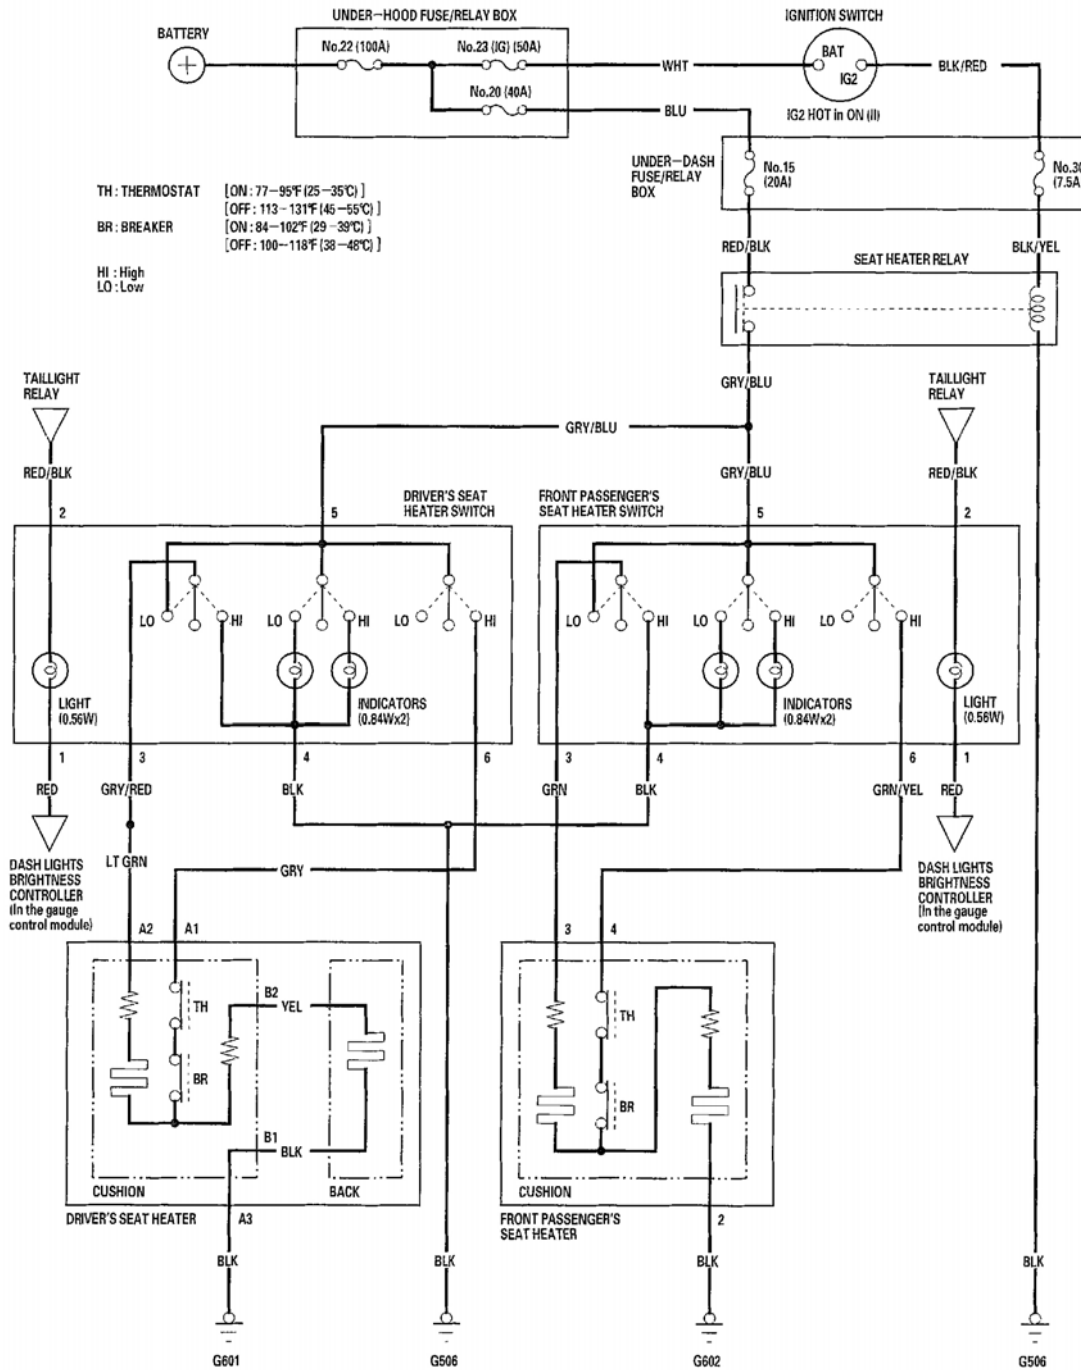 UNDER-HOOD FUSE/RELAY BOX
IGNITION SWITCH
BATTERY
No.22 (100A)
No.23 (IG) (50A)
WHT
BAT
IG2
BLK/RED
No.20 (40A)
BLU
IG2 HOT in ON (II)
UNDER-DASH
FUSE/RELAY
BOX
No.15
(20A)
No.30
(7.5A
TH : THERMOSTAT [ON : 77-95°F (25-35°C) ]
[OFF : 113-131°F (45-55°C) ]
BR : BREAKER [ON : 84-102°F (29-39°C) ]
[OFF : 100-118°F (38-48°C) ]
HI : High
LO : Low
RED/BLK
BLK/YEL
SEAT HEATER RELAY
TAILLIGHT
RELAY
GRY/BLU
TAILLIGHT
RELAY
GRY/BLU
RED/BLK
GRY/BLU
RED/BLK
DRIVER'S SEAT
HEATER SWITCH
FRONT PASSENGER'S
SEAT HEATER SWITCH
2 5 5 2
LO HI LO HI LO HI
LO HI LO HI LO HI
LIGHT
(0.56W)
INDICATORS
(0.84Wx2)
INDICATORS
(0.84Wx2)
LIGHT
(0.56W)
1 3 4 6 3 4 6 1
RED GRY/RED BLK GRN BLK GRN/YEL RED
DASH LIGHTS
BRIGHTNESS
CONTROLLER
(In the gauge
control module)
LT GRN
GRY
DASH LIGHTS
BRIGHTNESS
CONTROLLER
(In the gauge
control module)
A2 A1 3 4
TH
B2
YEL
BR
B1
BLK
CUSHION BACK
TH
BR
CUSHION
DRIVER'S SEAT HEATER A3
FRONT PASSENGER'S
SEAT HEATER
2
BLK BLK BLK BLK
G601 G506 G602 G506